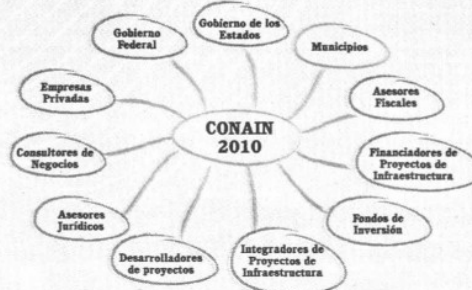 Gobierno de los
Estados
Gobierno
Federal
Municipios
Empresas
Privadas
Asesores
Fiscales
CONAIN
2010
Consultores de
Negocios
Financiadores de
Proyectos de
Infraestructura
Asesores
Jurídicos
Fondos de
Inversión
Desarrolladores
de proyectos
Integradores de
Proyectos de
Infraestructura